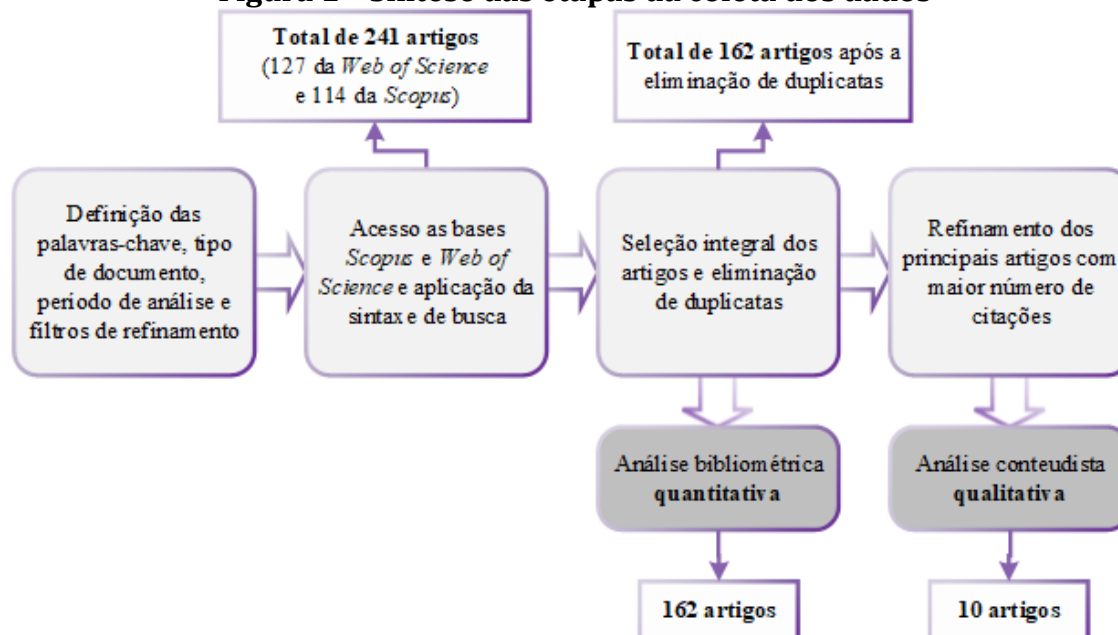 Total de 241 artigos
(127 da Web of Science
e 114 da Scopus)
Total de 162 artigos após a
eliminação de duplicatas
Definição das
palavras-chave, tipo
de documento,
periodo de análise e
filtros de refinamento
Acesso as bases
Scopus e Web of
Science e aplicação da
sintaxe de busca
Seleção integral dos
artigos e eliminação
de duplicatas
Refinamento dos
principais artigos com
maior número de
citações
Análise bibliométrica
quantitativa
Análise conteudista
qualitativa
162 artigos
10 artigos